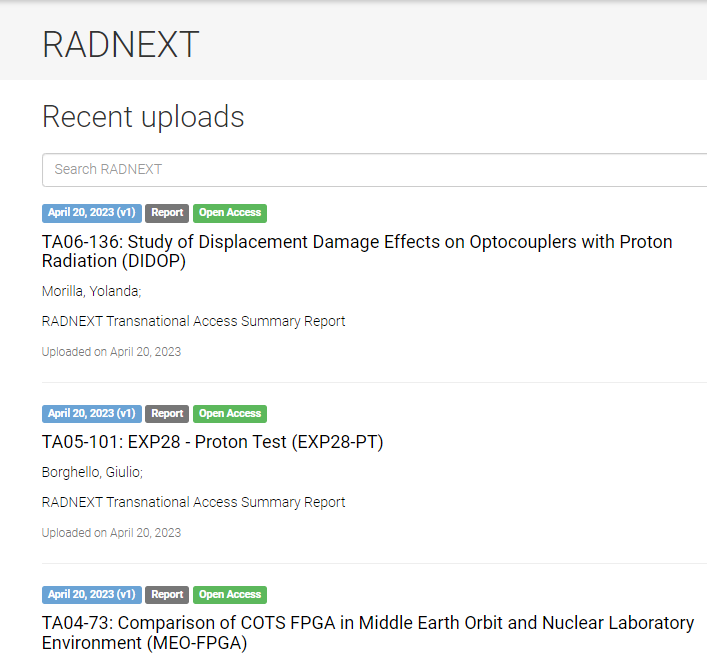 RADNEXT
Recent uploads
Search RADNEXT
April 20, 2023 (v1) Report Open Access
TA06-136: Study of Displacement Damage Effects on Optocouplers with Proton
Radiation (DIDOP)
Morilla, Yolanda;
RADNEXT Transnational Access Summary Report
Uploaded on April 20, 2023
April 20, 2023 (v1) Report Open Access
TA05-101: EXP28 - Proton Test (EXP28-PT)
Borghello, Giulio;
RADNEXT Transnational Access Summary Report
Uploaded on April 20, 2023
April 20, 2023 (v1) Report Open Access
TA04-73: Comparison of COTS FPGA in Middle Earth Orbit and Nuclear Laboratory
Environment (MEO-FPGA)